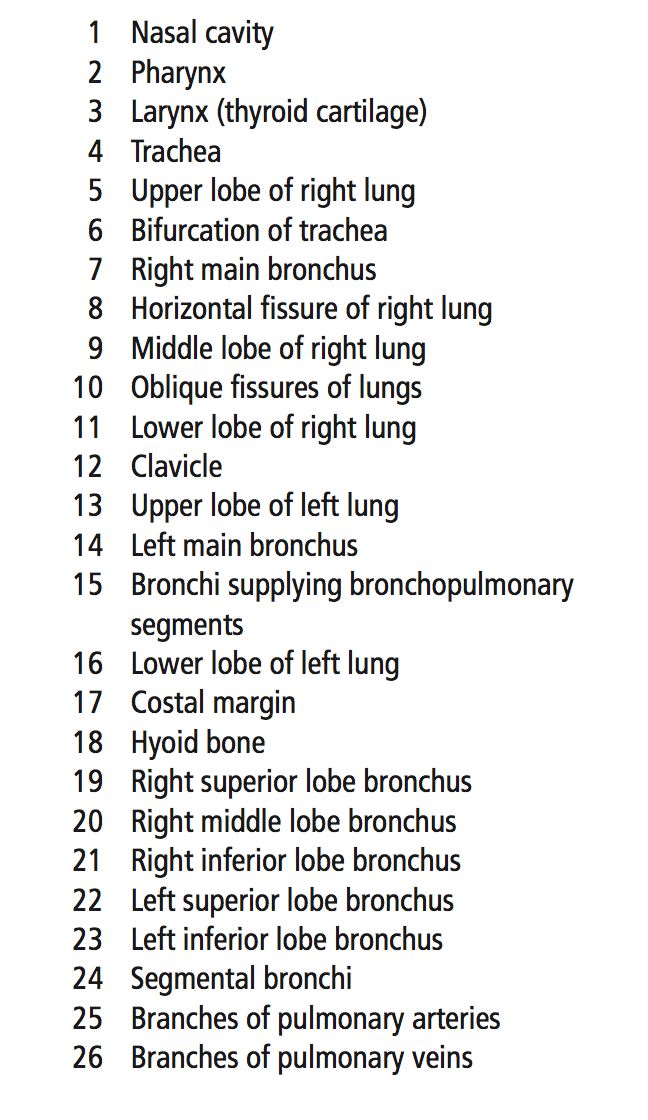 1 Nasal cavity
2 Pharynx
3 Larynx (thyroid cartilage)
4 Trachea
5 Upper lobe of right lung
6 Bifurcation of trachea
7 Right main bronchus
8 Horizontal fissure of right lung
9 Middle lobe of right lung
10 Oblique fissures of lungs
11 Lower lobe of right lung
12 Clavicle
13 Upper lobe of left lung
14 Left main bronchus
15 Bronchi supplying bronchopulmonary
segments
16 Lower lobe of left lung
17 Costal margin
18 Hyoid bone
19 Right superior lobe bronchus
20 Right middle lobe bronchus
21 Right inferior lobe bronchus
22 Left superior lobe bronchus
23 Left inferior lobe bronchus
24 Segmental bronchi
25 Branches of pulmonary arteries
26 Branches of pulmonary veins